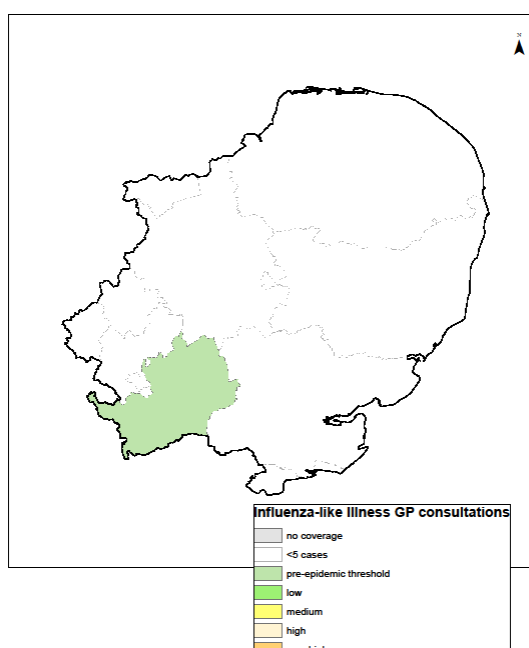 N
Influenza-like Illness GP consultations
no coverage
<5 cases
pre-epidemic threshold
low
medium
high